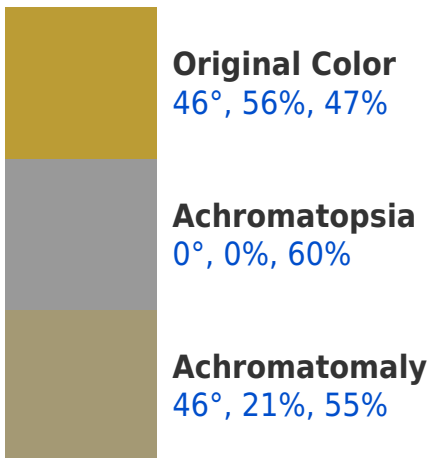 Original Color
46°, 56%, 47%
Achromatopsia
0°, 0%, 60%
Achromatomaly
46°, 21%, 55%